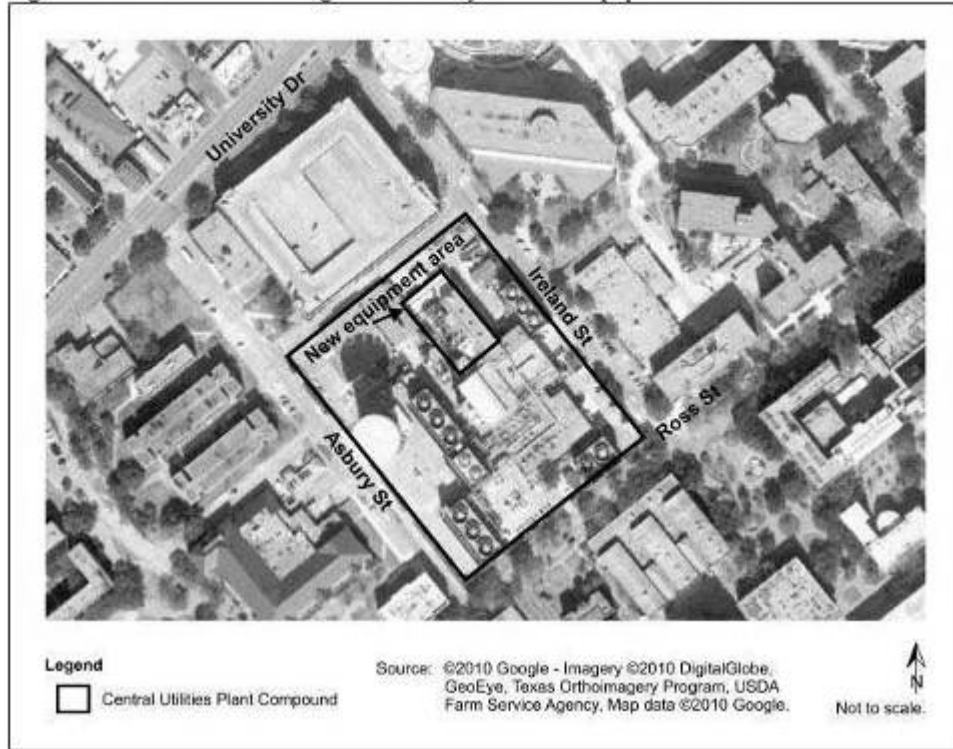 University Dr
New equipment area
Ireland St
Ross St
Asbury St
Legend
Central Utilities Plant Compound
Source: ©2010 Google - Imagery ©2010 DigitalGlobe,
GeoEye, Texas Orthoimagery Program, USDA
Farm Service Agency, Map data ©2010 Google.
N
Not to scale.